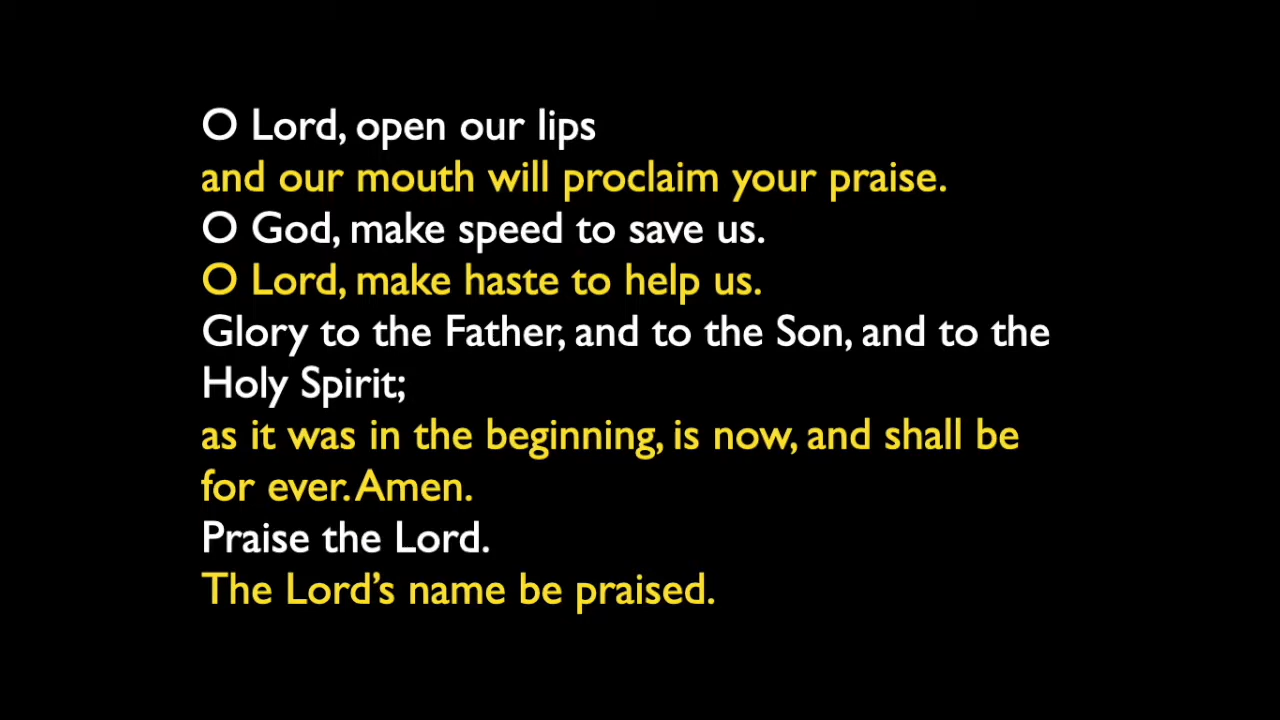 O Lord, open our lips
and our mouth will proclaim your praise.
O God, make speed to save us.
O Lord, make haste to help us.
Glory to the Father, and to the Son, and to the
Holy Spirit;
as it was in the beginning, is now, and shall be
for ever. Amen.
Praise the Lord.
The Lord’s name be praised.